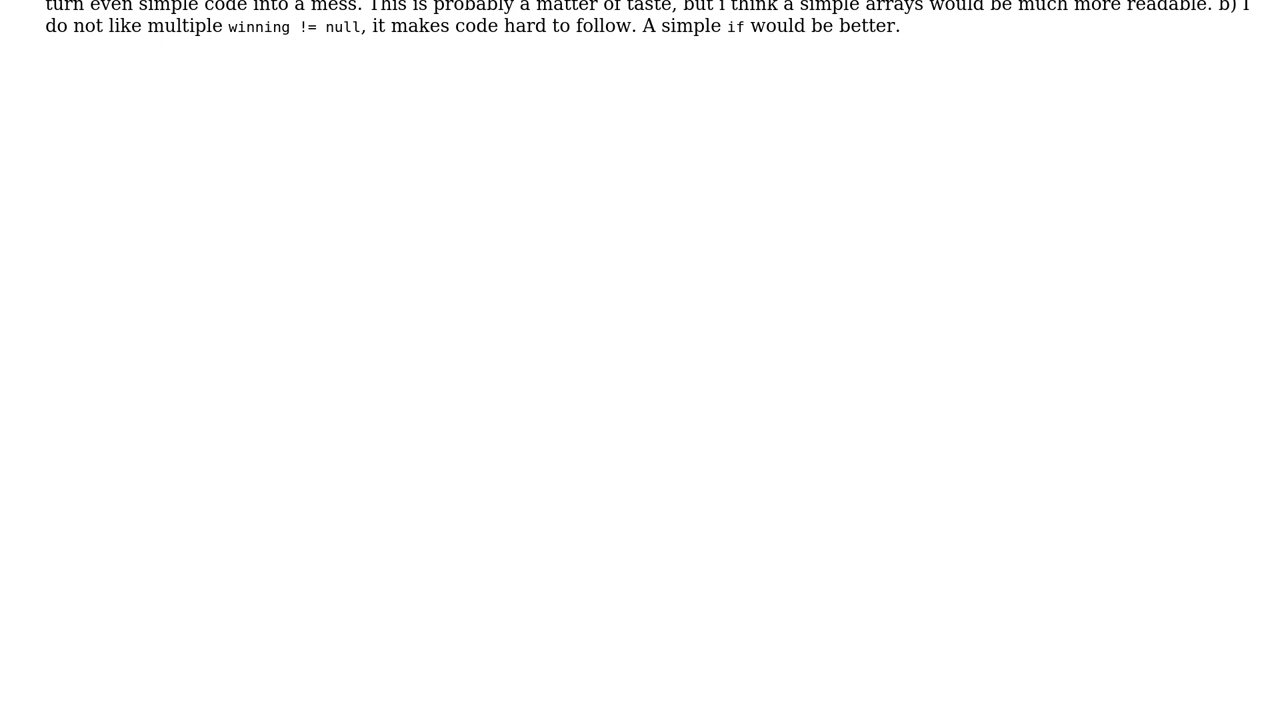 turn even simple code into a mess. This is probably a matter of taste, but i think a simple arrays would be much more readable. b) I
do not like multiple winning != null, it makes code hard to follow. A simple if would be better.